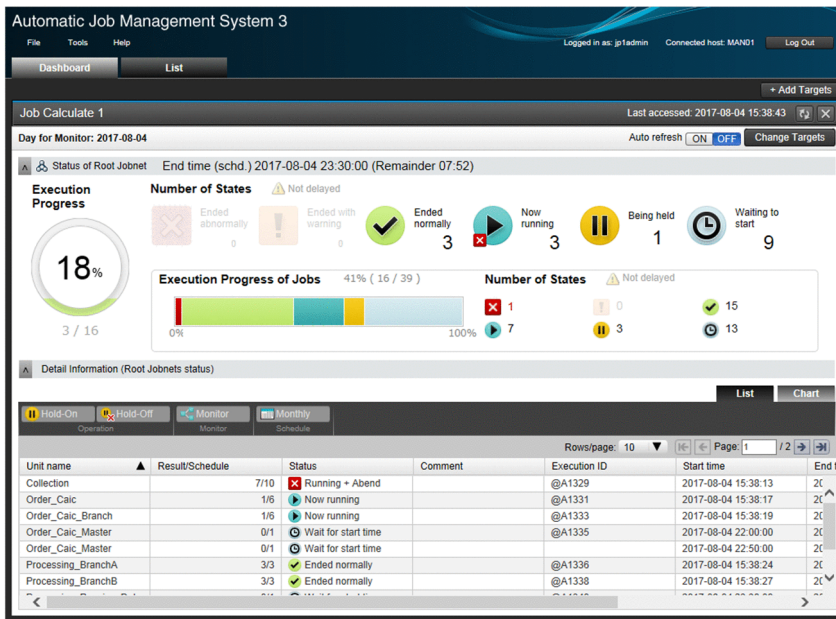 Automatic Job Management System 3
File Tools Help Logged in as: jp1admin Connected host: MAN01 Log Out
Dashboard List
+ Add Targets
Job Calculate 1 Last accessed: 2017-08-04 15:38:43
Day for Monitor: 2017-08-04 Auto refresh ON OFF Change Targets
Status of Root Jobnet End time (schd.) 2017-08-04 23:30:00 (Remainder 07:52)
Execution Progress
18%
3 / 16
Number of States Not delayed
Ended abnormally 0
Ended with warning 0
Ended normally 3
Now running 3
Being held 1
Waiting to start 9
Execution Progress of Jobs 41% ( 16 / 39 )
0% 100%
Number of States Not delayed
1 0 15
7 3 13
Detail Information (Root Jobnets status)
List Chart
Hold-On Hold-Off Monitor Monthly
Operation Monitor Schedule
Rows/page: 10 Page: 1 / 2
Unit name Result/Schedule Status Comment Execution ID Start time End
Collection 7/10 Running + Abend @A1329 2017-08-04 15:38:13 20
Order_Caic 1/6 Now running @A1331 2017-08-04 15:38:17 20
Order_Caic_Branch 1/6 Now running @A1333 2017-08-04 15:38:19 20
Order_Caic_Master 0/1 Wait for start time @A1335 2017-08-04 22:00:00 20
Order_Caic_Master 0/1 Wait for start time 2017-08-04 22:50:00 20
Processing_BranchA 3/3 Ended normally @A1336 2017-08-04 15:38:24 20
Processing_BranchB 3/3 Ended normally @A1338 2017-08-04 15:38:27 20